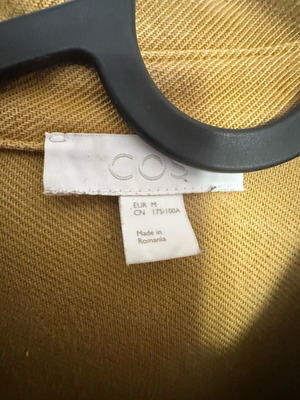 COS
EUR M
CN 175/100A
Made in
Romania